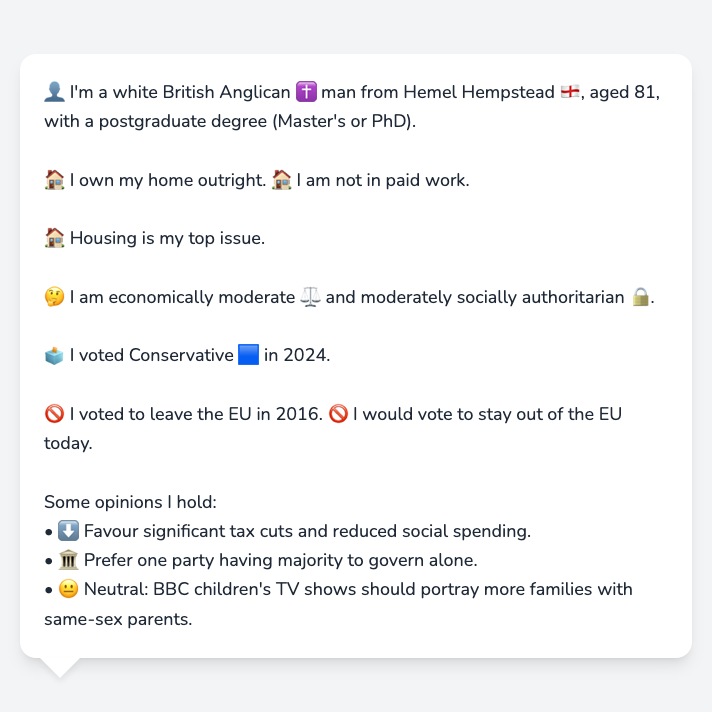 👤 I'm a white British Anglican ✝️ man from Hemel Hempstead 🏴󠁧󠁢󠁥󠁮󠁧󠁿, aged 81,
with a postgraduate degree (Master's or PhD).
🏠 I own my home outright. 🏠 I am not in paid work.
🏠 Housing is my top issue.
🤔 I am economically moderate ⚖️ and moderately socially authoritarian 🔒.
🗳️ I voted Conservative 🟦 in 2024.
🚫 I voted to leave the EU in 2016. 🚫 I would vote to stay out of the EU
today.
Some opinions I hold:
• ⬇️ Favour significant tax cuts and reduced social spending.
• 🏛️ Prefer one party having majority to govern alone.
• 😐 Neutral: BBC children's TV shows should portray more families with
same-sex parents.